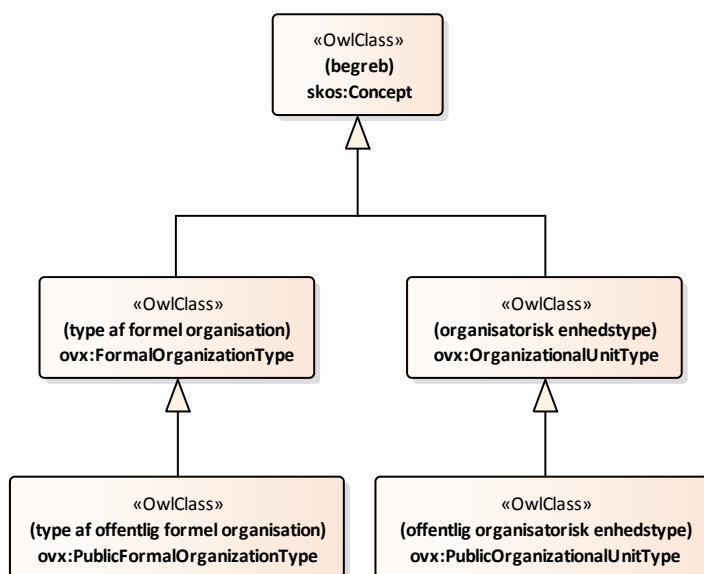 «OwlClass»
(begreb)
skos:Concept
«OwlClass»
(type af formel organisation)
ovx:FormalOrganizationType
«OwlClass»
(organisatorisk enhedstype)
ovx:OrganizationalUnitType
«OwlClass»
(type af offentlig formel organisation)
ovx:PublicFormalOrganizationType
«OwlClass»
(offentlig organisatorisk enhedstype)
ovx:PublicOrganizationalUnitType